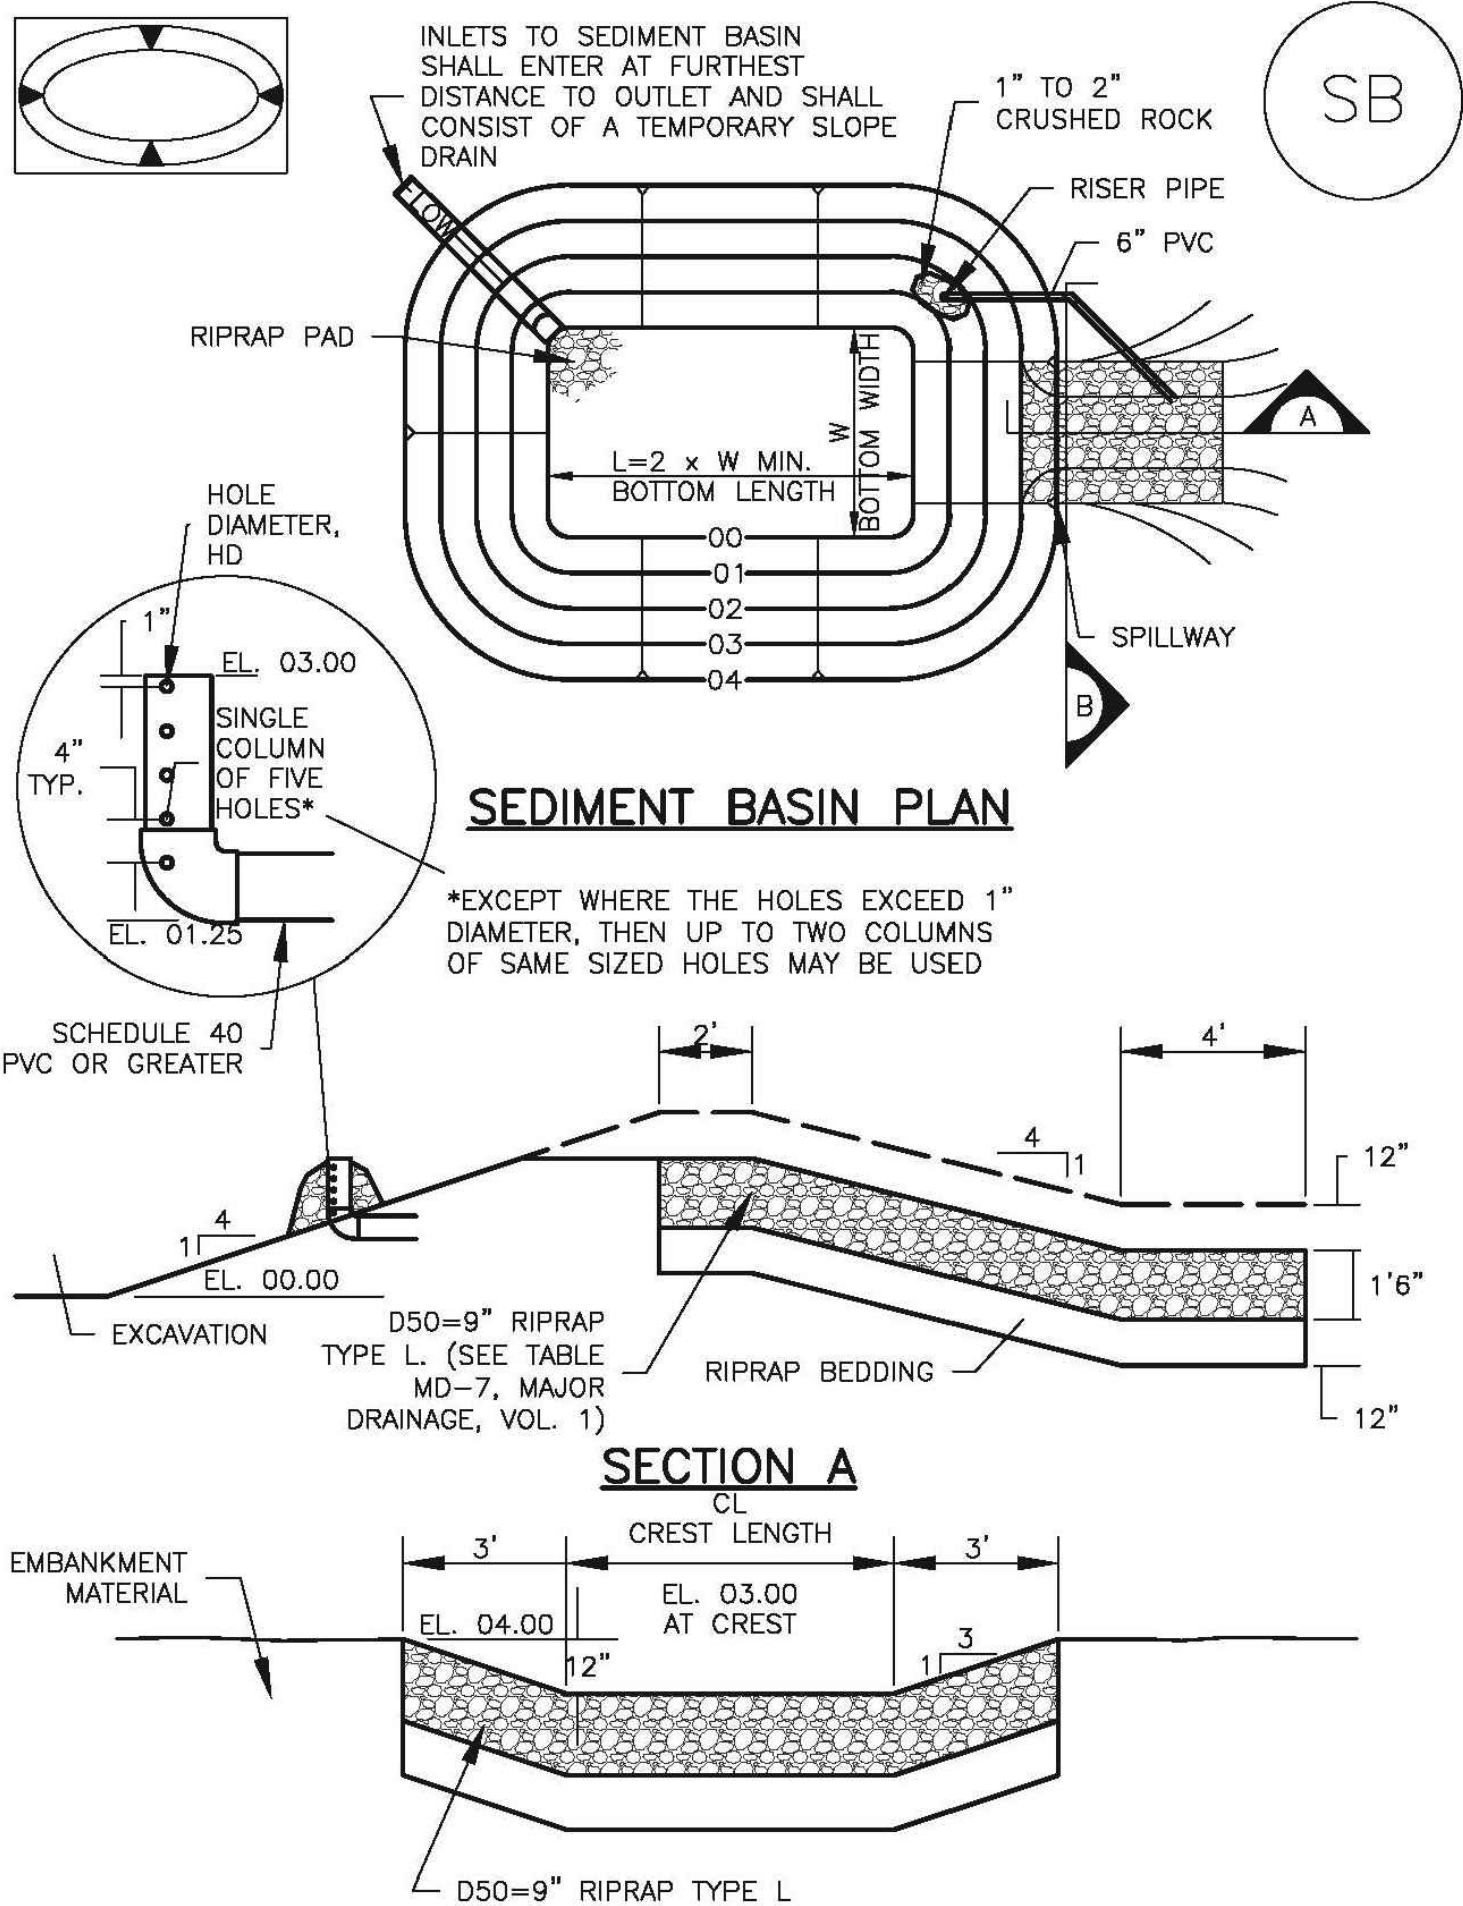 INLETS TO SEDIMENT BASIN
SHALL ENTER AT FURTHEST
DISTANCE TO OUTLET AND SHALL
CONSIST OF A TEMPORARY SLOPE
DRAIN
1" TO 2"
CRUSHED ROCK
SB
RISER PIPE
6" PVC
FLOW
RIPRAP PAD
A
W
BOTTOM WIDTH
L=2 x W MIN.
BOTTOM LENGTH
00
01
02
03
04
SPILLWAY
B
HOLE
DIAMETER,
HD
1"
EL. 03.00
4"
TYP.
SINGLE
COLUMN
OF FIVE
HOLES*
EL. 01.25
SEDIMENT BASIN PLAN
*EXCEPT WHERE THE HOLES EXCEED 1"
DIAMETER, THEN UP TO TWO COLUMNS
OF SAME SIZED HOLES MAY BE USED
SCHEDULE 40
PVC OR GREATER
2'
4'
4
1
12"
4
1
EL. 00.00
EXCAVATION
1'6"
D50=9" RIPRAP
TYPE L. (SEE TABLE
MD-7, MAJOR
DRAINAGE, VOL. 1)
RIPRAP BEDDING
12"
SECTION A
CL
CREST LENGTH
3'
3'
EMBANKMENT
MATERIAL
EL. 04.00
EL. 03.00
AT CREST
12"
3
1
D50=9" RIPRAP TYPE L